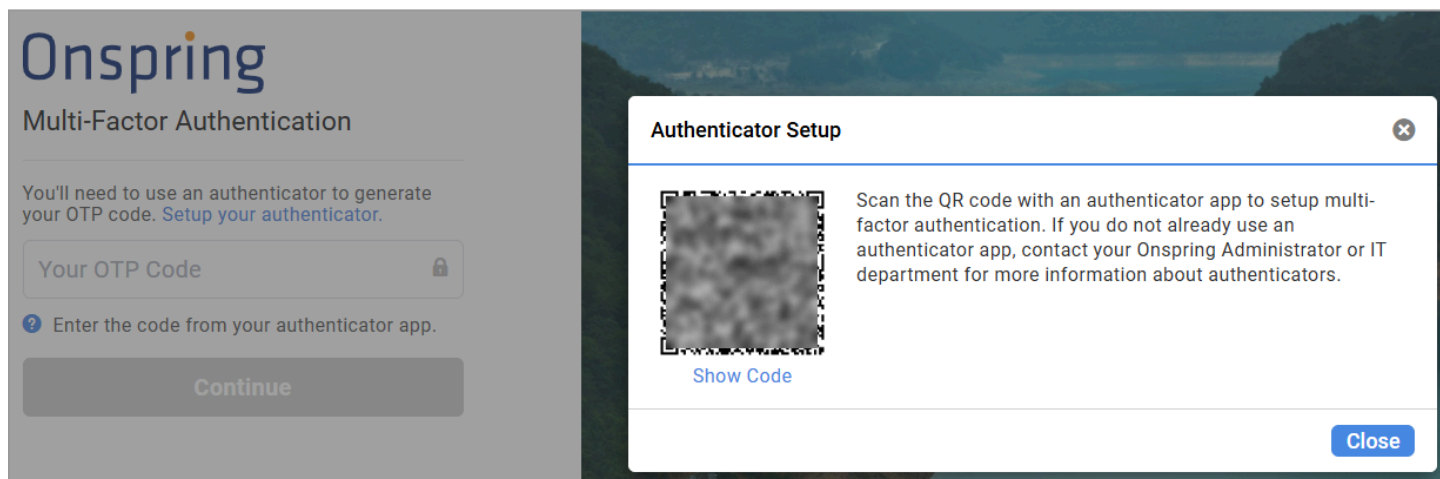 Onspring
Multi-Factor Authentication
You'll need to use an authenticator to generate
your OTP code. Setup your authenticator.
Your OTP Code
Enter the code from your authenticator app.
Continue
Authenticator Setup
Scan the QR code with an authenticator app to setup multi-
factor authentication. If you do not already use an
authenticator app, contact your Onspring Administrator or IT
department for more information about authenticators.
Show Code
Close